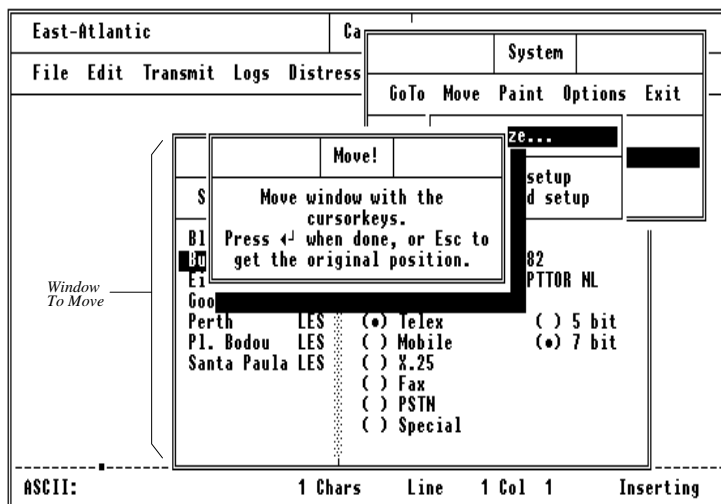 East-Atlantic
Ca
System
File Edit Transmit Logs Distress
GoTo Move Paint Options Exit
ze...
Move!
setup
S
Move window with the
d setup
cursorkeys.
Bl
Press ↵ when done, or Esc to
Bu
get the original position.
82
Ei
PTTOR NL
Window
To Move
Goo
Perth LES (•) Telex ( ) 5 bit
Pl. Bodou LES ( ) Mobile (•) 7 bit
Santa Paula LES ( ) X.25
( ) Fax
( ) PSTN
( ) Special
ASCII: 1 Chars Line 1 Col 1 Inserting